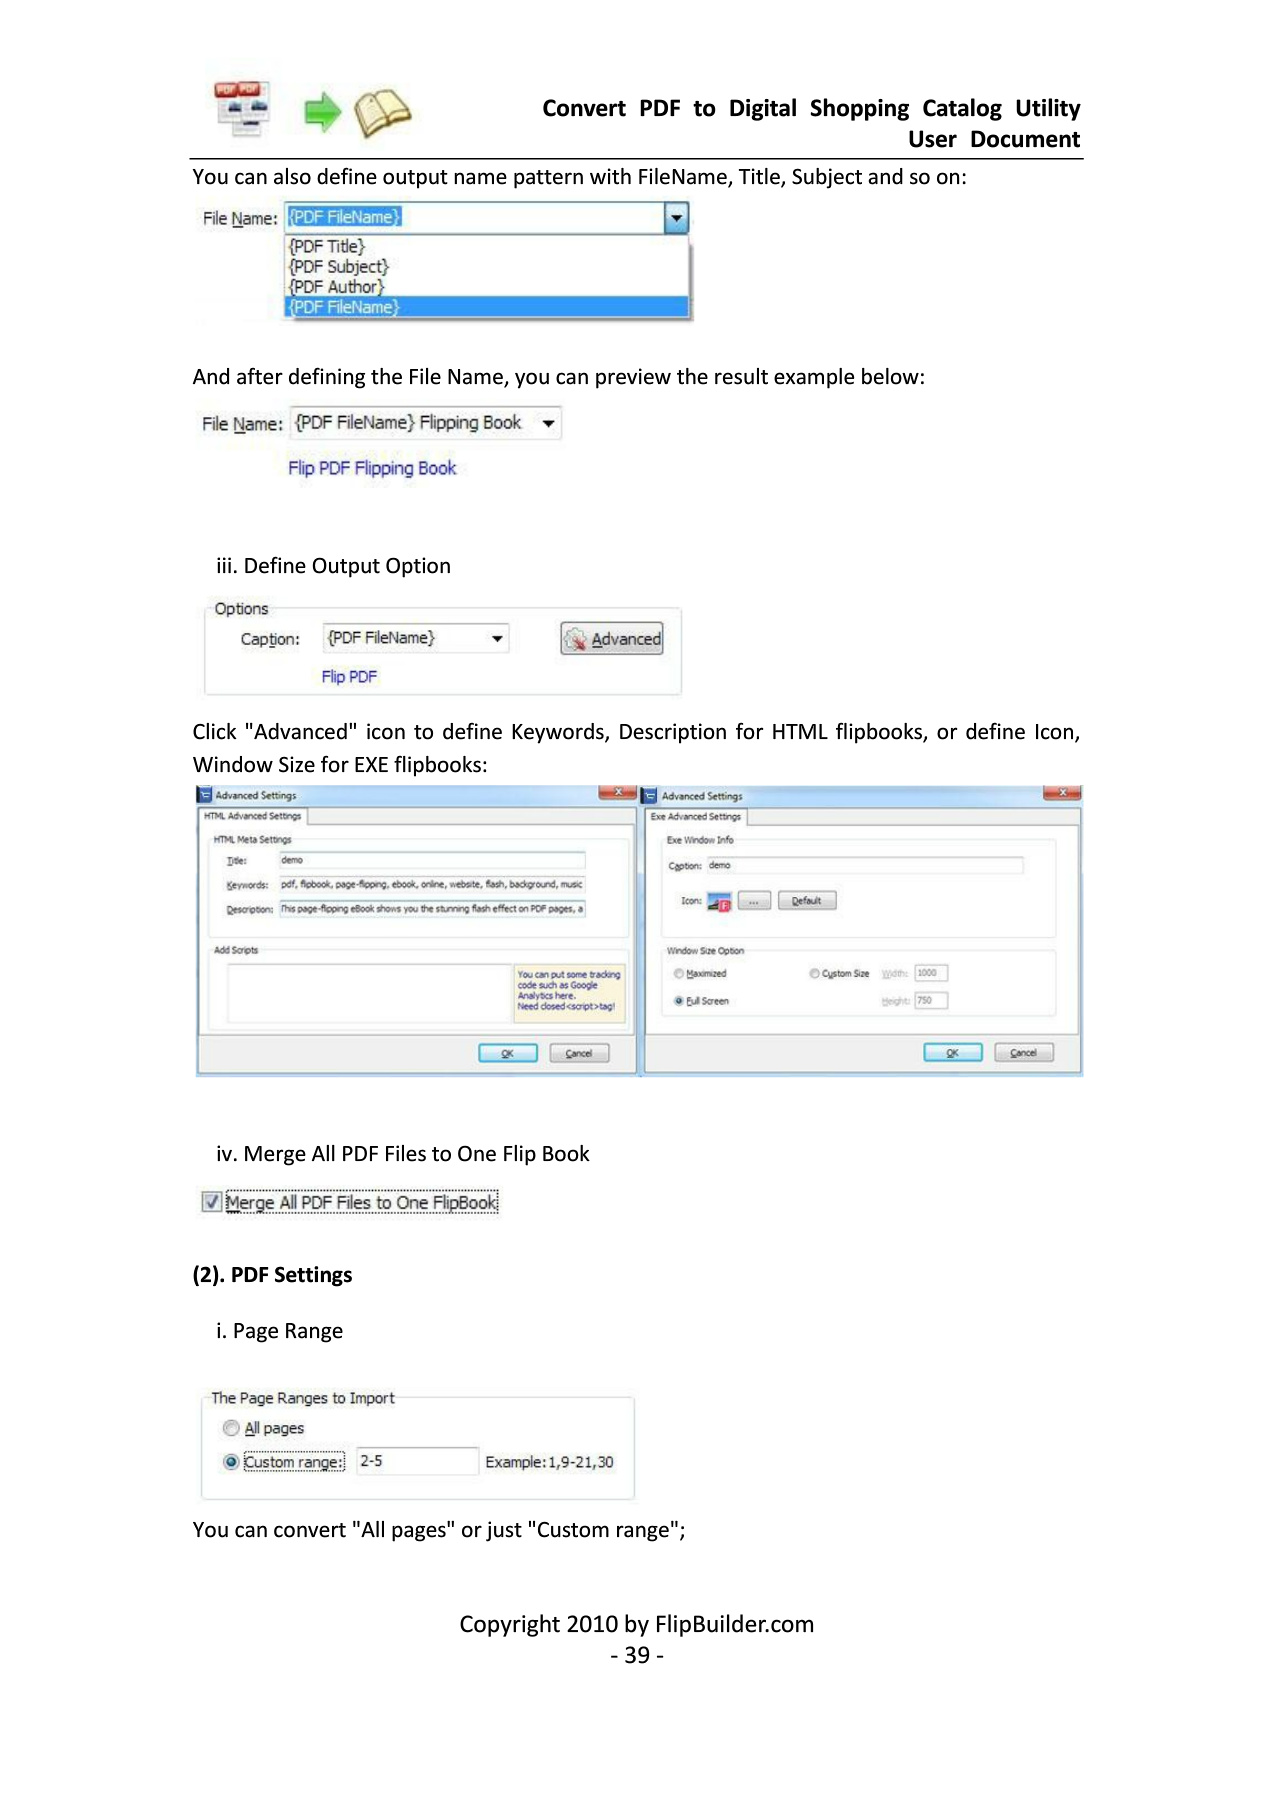 PDF PDF
Convert PDF to Digital Shopping Catalog Utility
User Document
You can also define output name pattern with FileName, Title, Subject and so on:
File Name: {PDF FileName}
{PDF Title}
{PDF Subject}
{PDF Author}
{PDF FileName}
And after defining the File Name, you can preview the result example below:
File Name: {PDF FileName} Flipping Book
Flip PDF Flipping Book
iii. Define Output Option
Options
Caption: {PDF FileName} Advanced
Flip PDF
Click "Advanced" icon to define Keywords, Description for HTML flipbooks, or define Icon,
Window Size for EXE flipbooks:
Advanced Settings
HTML Advanced Settings
HTML Meta Settings
Title: demo
Keywords: pdf, flipbook, page-flipping, ebook, online, website, flash, background, music
Description: This page-flipping eBook shows you the stunning flash effect on PDF pages, a
Add Scripts
You can put some tracking
code such as Google
Analytics here.
Need closed<script>tag!
OK Cancel
Advanced Settings
Exe Advanced Settings
Exe Window Info
Caption: demo
Icon: ... Default
Window Size Option
Maximized Custom Size Width: 1000
Full Screen Height: 750
OK Cancel
iv. Merge All PDF Files to One Flip Book
Merge All PDF Files to One FlipBook
(2). PDF Settings
i. Page Range
The Page Ranges to Import
All pages
Custom range: 2-5 Example:1,9-21,30
You can convert "All pages" or just "Custom range";
Copyright 2010 by FlipBuilder.com
- 39 -